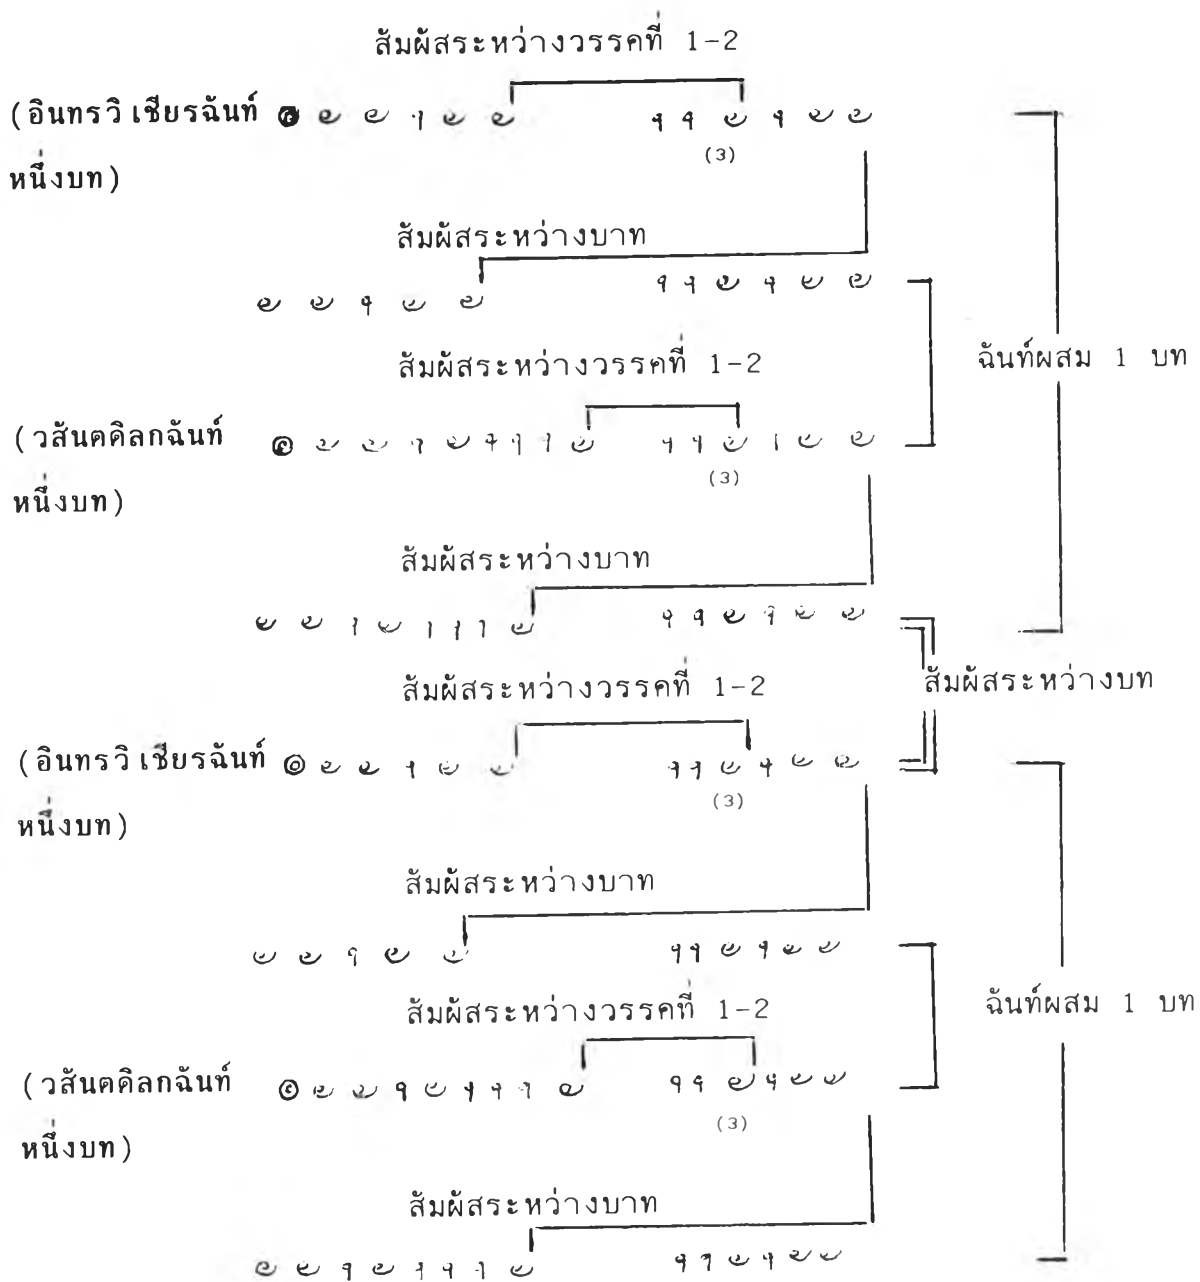 สัมผัสระหว่างวรรคที่ 1-2
(อินทรวิเชียรฉันท์ ๏ ั ั ุ ั ั ุ ุ ั ุ ั ั
(3)
หนึ่งบท)
สัมผัสระหว่างบาท
ั ั ุ ั ั ุ ุ ั ุ ั ั
สัมผัสระหว่างวรรคที่ 1-2
ฉันท์ผสม 1 บท
(วสันคคิลกฉันท์ ๏ ั ั ุ ั ุ ุ ุ ั ุ ุ ั ุ ั ั
(3)
หนึ่งบท)
สัมผัสระหว่างบาท
ั ั ุ ั ุ ุ ุ ั ุ ุ ั ุ ั ั
สัมผัสระหว่างวรรคที่ 1-2 สัมผัสระหว่างบท
(อินทรวิเชียรฉันท์ ๏ ั ั ุ ั ั ุ ุ ั ุ ั ั
(3)
หนึ่งบท)
สัมผัสระหว่างบาท
ั ั ุ ั ั ุ ุ ั ุ ั ั
สัมผัสระหว่างวรรคที่ 1-2 ฉันท์ผสม 1 บท
(วสันคคิลกฉันท์ ๏ ั ั ุ ั ุ ุ ุ ั ุ ุ ั ุ ั ั
(3)
หนึ่งบท)
สัมผัสระหว่างบาท
ั ั ุ ั ุ ุ ุ ั ุ ุ ั ุ ั ั